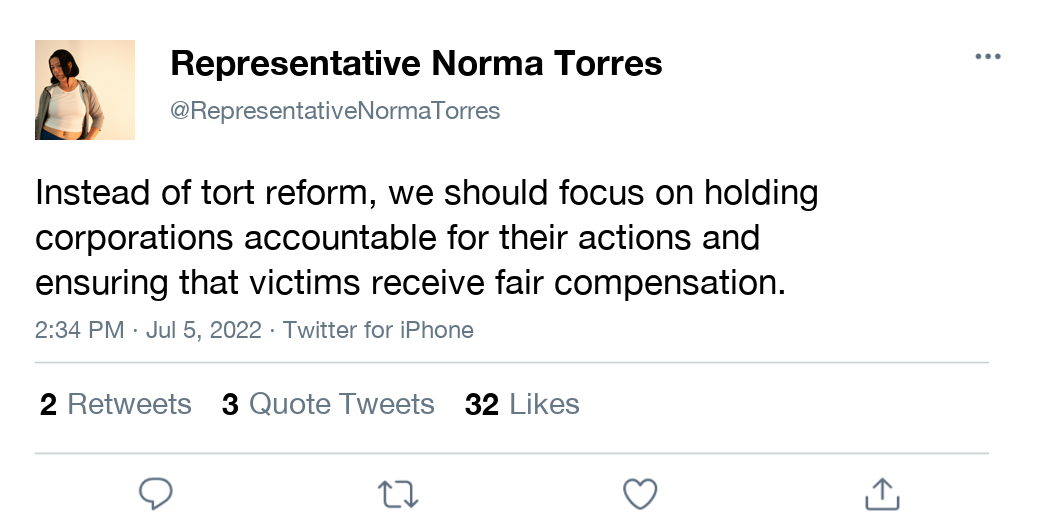 Representative Norma Torres
@RepresentativeNormaTorres
Instead of tort reform, we should focus on holding
corporations accountable for their actions and
ensuring that victims receive fair compensation.
2:34 PM · Jul 5, 2022 · Twitter for iPhone
2 Retweets 3 Quote Tweets 32 Likes